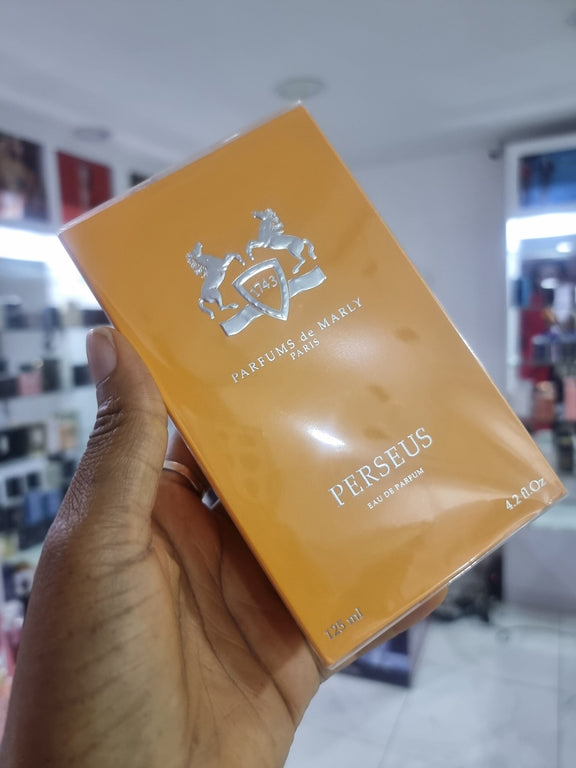 1743
PARFUMS de MARLY
PARIS
PERSEUS
EAU DE PARFUM
125 ml
4.2 fl.Oz